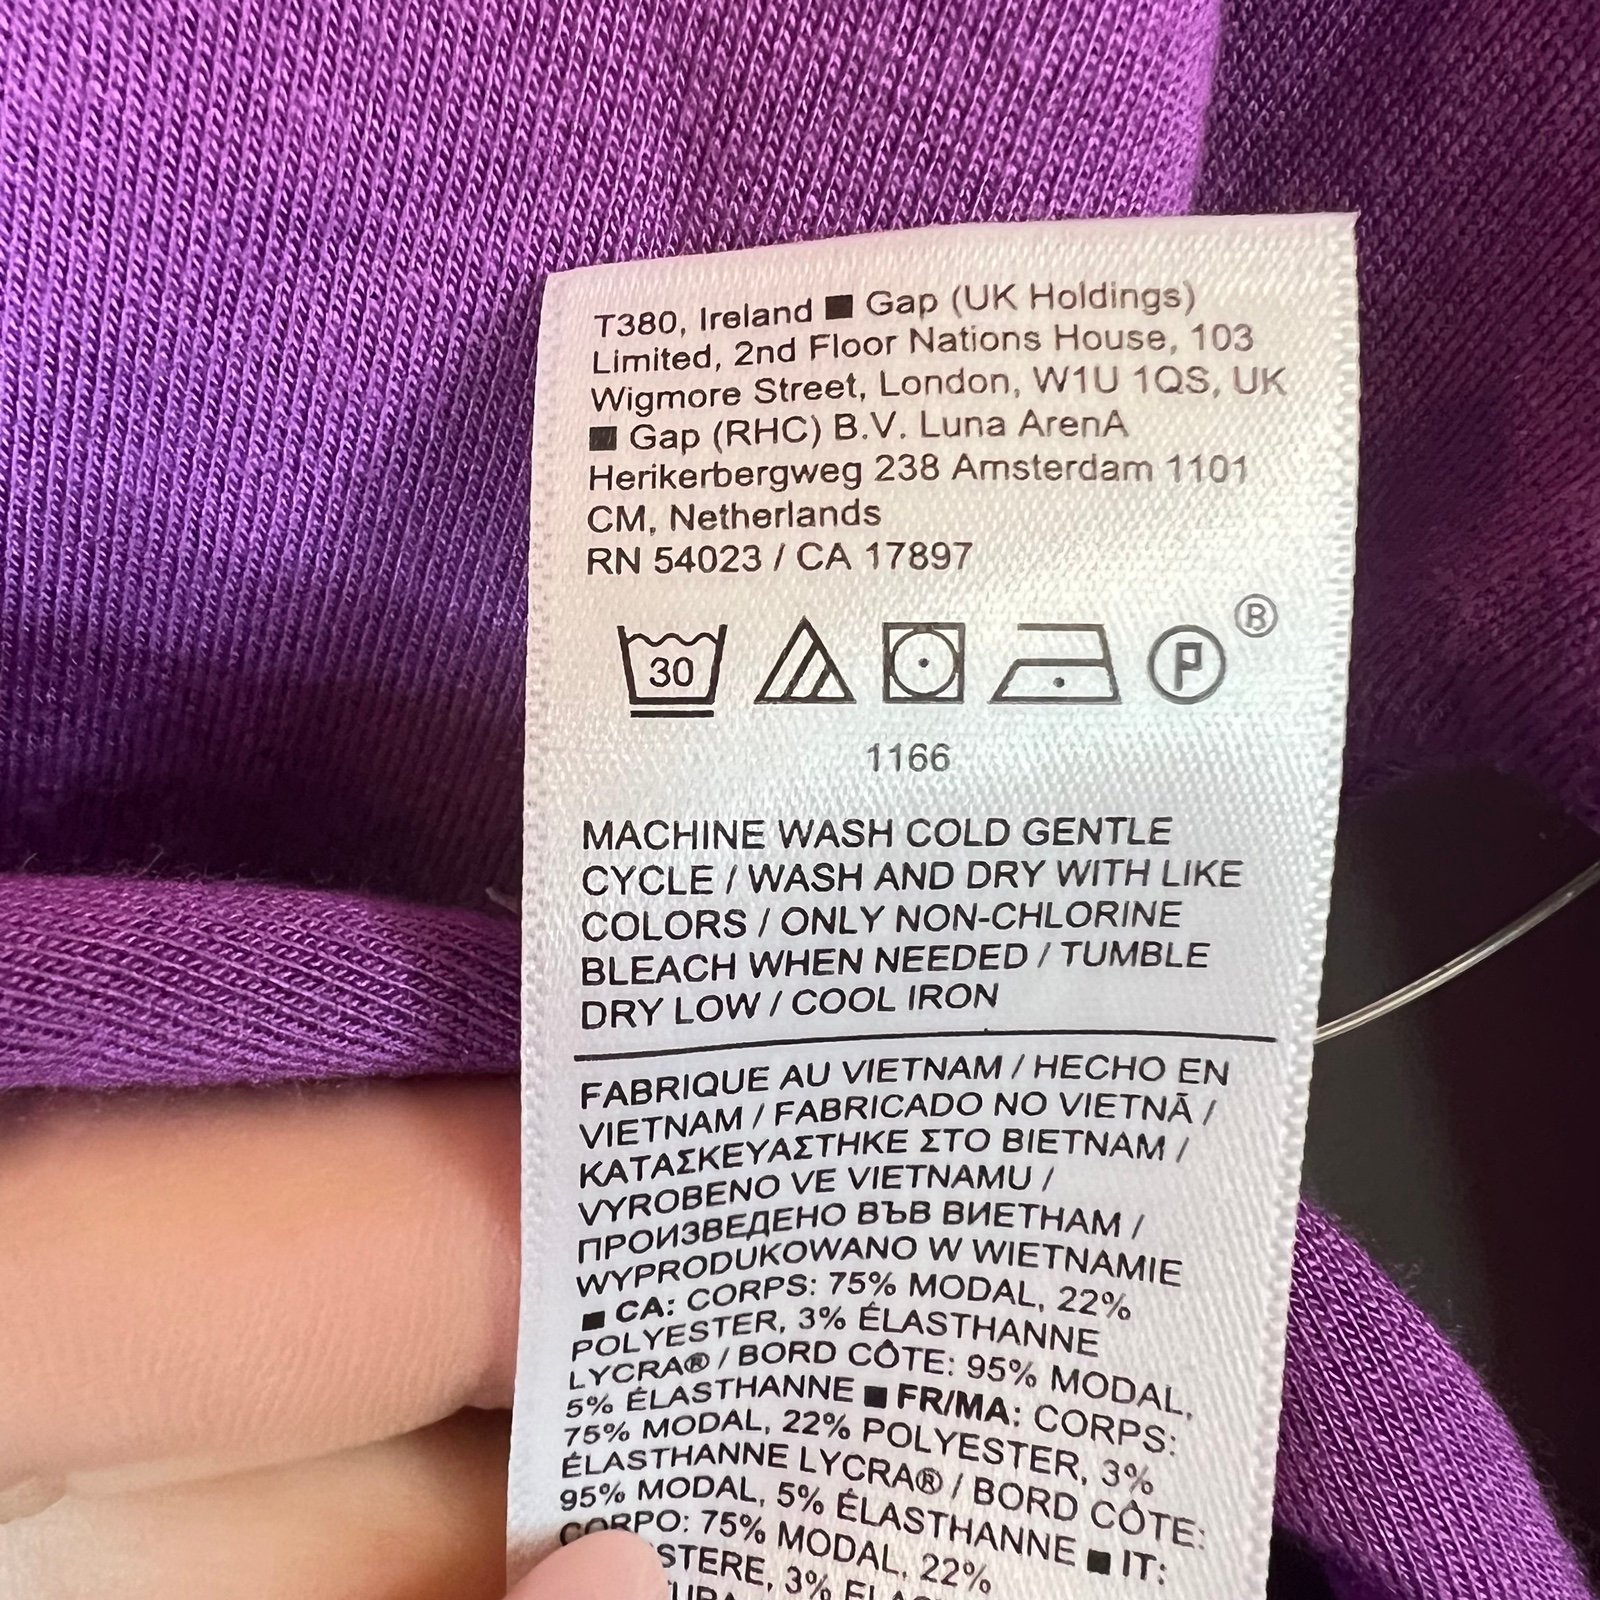 T380, Ireland ■ Gap (UK Holdings)
Limited, 2nd Floor Nations House, 103
Wigmore Street, London, W1U 1QS, UK
■ Gap (RHC) B.V. Luna ArenA
Herikerbergweg 238 Amsterdam 1101
CM, Netherlands
RN 54023 / CA 17897
30 P ®
1166
MACHINE WASH COLD GENTLE
CYCLE / WASH AND DRY WITH LIKE
COLORS / ONLY NON-CHLORINE
BLEACH WHEN NEEDED / TUMBLE
DRY LOW / COOL IRON
FABRIQUE AU VIETNAM / HECHO EN
VIETNAM / FABRICADO NO VIETNÃ /
ΚΑΤΑΣΚΕΥΑΣΤΗΚΕ ΣΤΟ ΒΙΕΤΝΑΜ /
VYROBENO VE VIETNAMU /
ПРОИЗВЕДЕНО ВЪВ ВИЕТНАМ /
WYPRODUKOWANO W WIETNAMIE
■ CA: CORPS: 75% MODAL, 22%
POLYESTER, 3% ÉLASTHANNE
LYCRA® / BORD CÔTE: 95% MODAL,
5% ÉLASTHANNE ■ FR/MA: CORPS:
75% MODAL, 22% POLYESTER, 3%
ÉLASTHANNE LYCRA® / BORD CÔTE:
95% MODAL, 5% ÉLASTHANNE ■ IT:
CORPO: 75% MODAL, 22%
3%